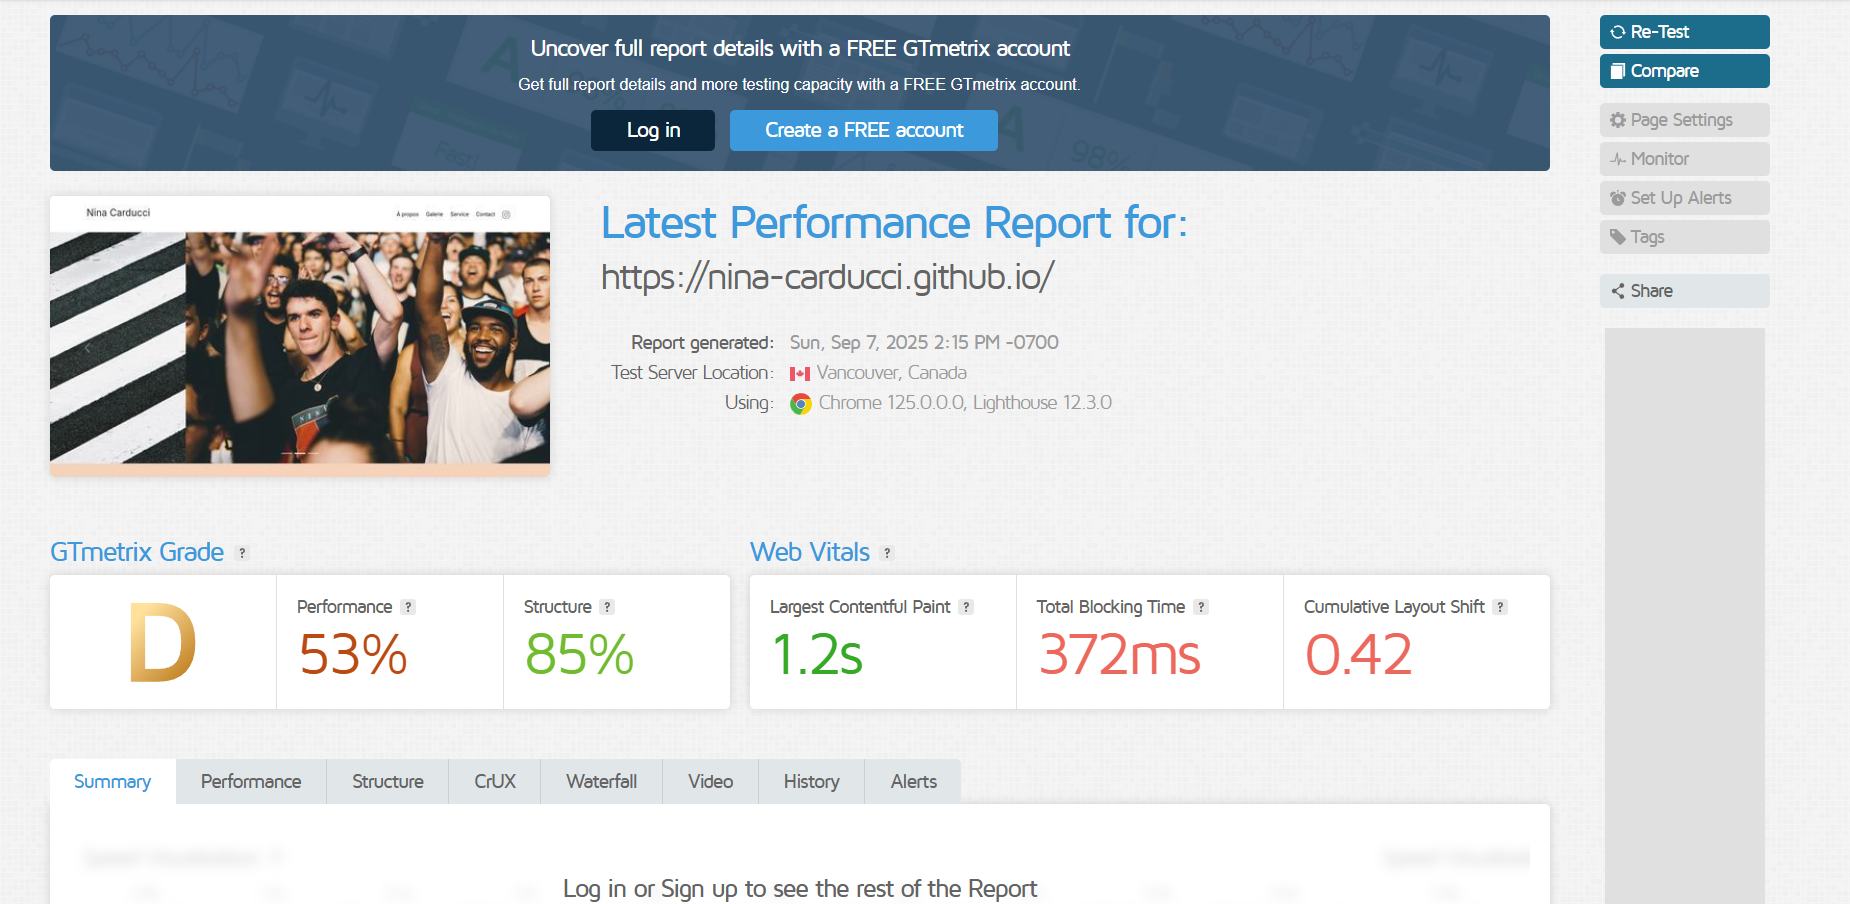 Uncover full report details with a FREE GTmetrix account
Get full report details and more testing capacity with a FREE GTmetrix account.
Log in
Create a FREE account
Re-Test
Compare
Page Settings
Monitor
Set Up Alerts
Tags
Share
Nina Carducci
À propos Galerie Service Contact
Latest Performance Report for:
https://nina-carducci.github.io/
Report generated: Sun, Sep 7, 2025 2:15 PM -0700
Test Server Location: Vancouver, Canada
Using: Chrome 125.0.0.0, Lighthouse 12.3.0
GTmetrix Grade ?
D
Performance ?
53%
Structure ?
85%
Web Vitals ?
Largest Contentful Paint ?
1.2s
Total Blocking Time ?
372ms
Cumulative Layout Shift ?
0.42
Summary Performance Structure CrUX Waterfall Video History Alerts
Log in or Sign up to see the rest of the Report